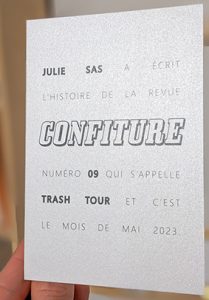 JULIE SAS A ÉCRIT
L'HISTOIRE DE LA REVUE
CONFITURE
NUMÉRO 09 QUI S'APPELLE
TRASH TOUR ET C'EST
LE MOIS DE MAI 2023.